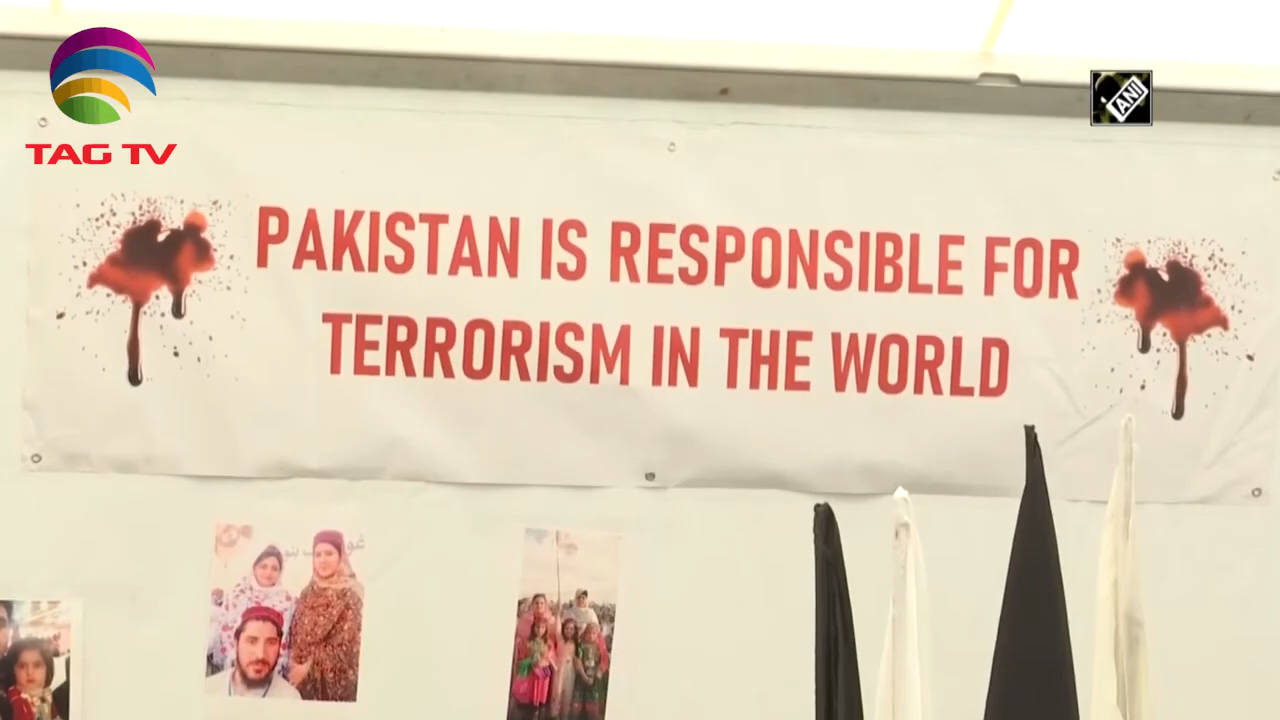 TAG TV
ANI
PAKISTAN IS RESPONSIBLE FOR
TERRORISM IN THE WORLD